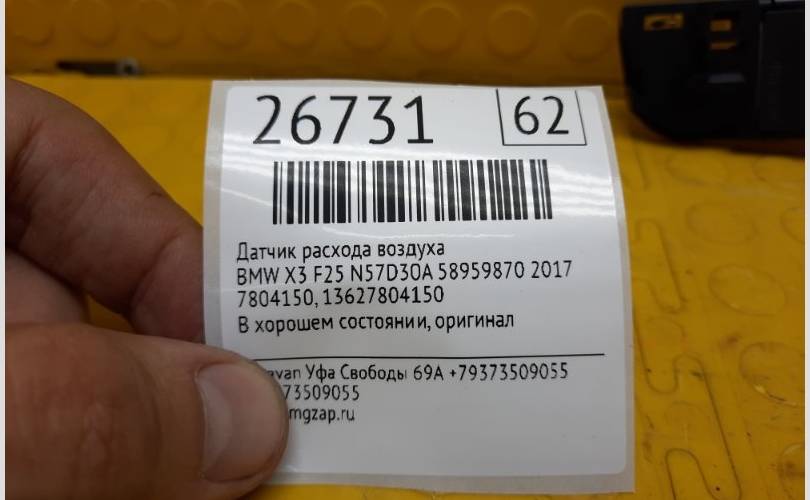 26731
62
Датчик расхода воздуха
BMW X3 F25 N57D30A 58959870 2017
7804150, 13627804150
В хорошем состоянии, оригинал
Уфа Свободы 69А +79373509055
73509055
mgzap.ru